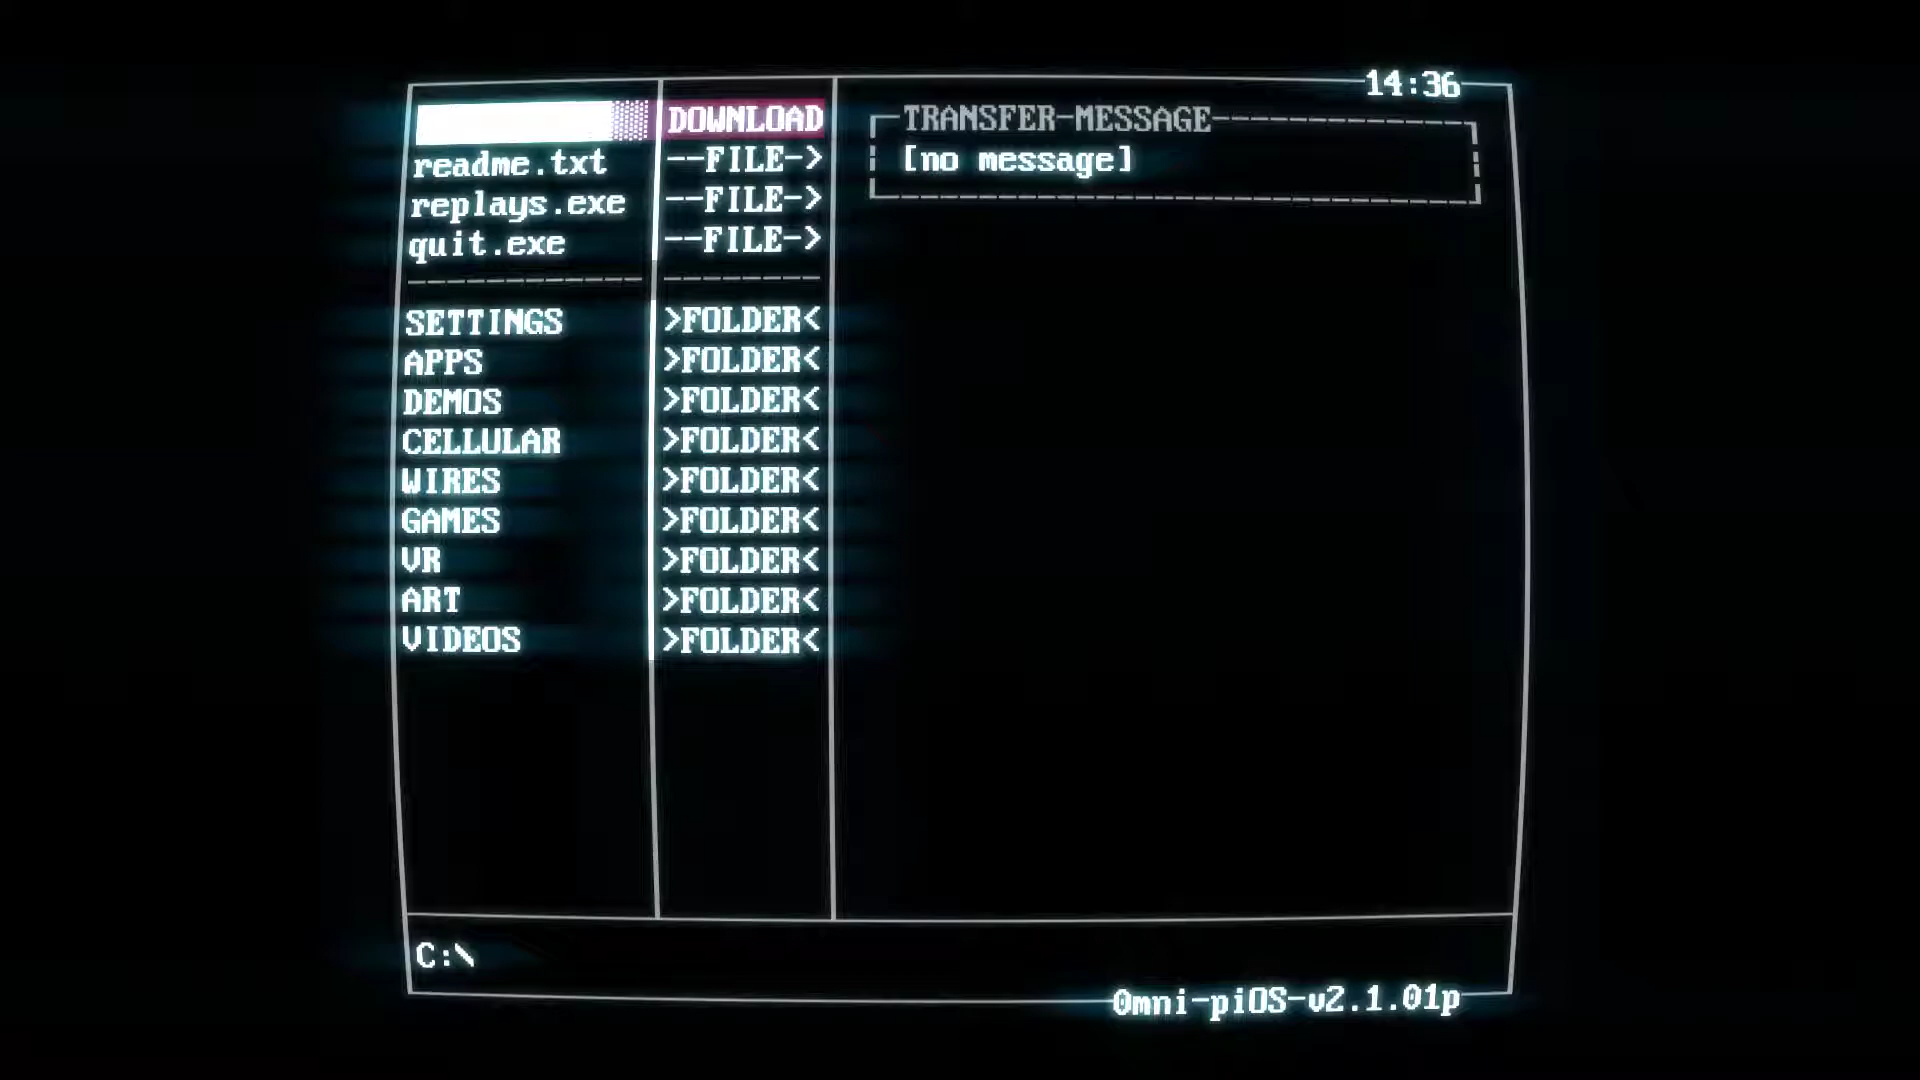 14:36
DOWNLOAD
TRANSFER-MESSAGE
readme.txt --FILE->
[no message]
replays.exe --FILE->
quit.exe --FILE->
SETTINGS >FOLDER<
APPS >FOLDER<
DEMOS >FOLDER<
CELLULAR >FOLDER<
WIRES >FOLDER<
GAMES >FOLDER<
VR >FOLDER<
ART >FOLDER<
VIDEOS >FOLDER<
C:\
0mni-piOS-v2.1.01p